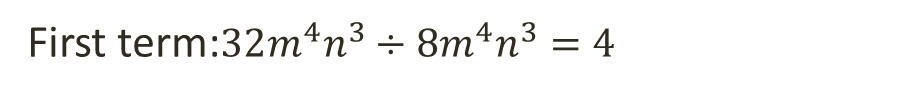 First term:32m⁴n³ ÷ 8m⁴n³ = 4